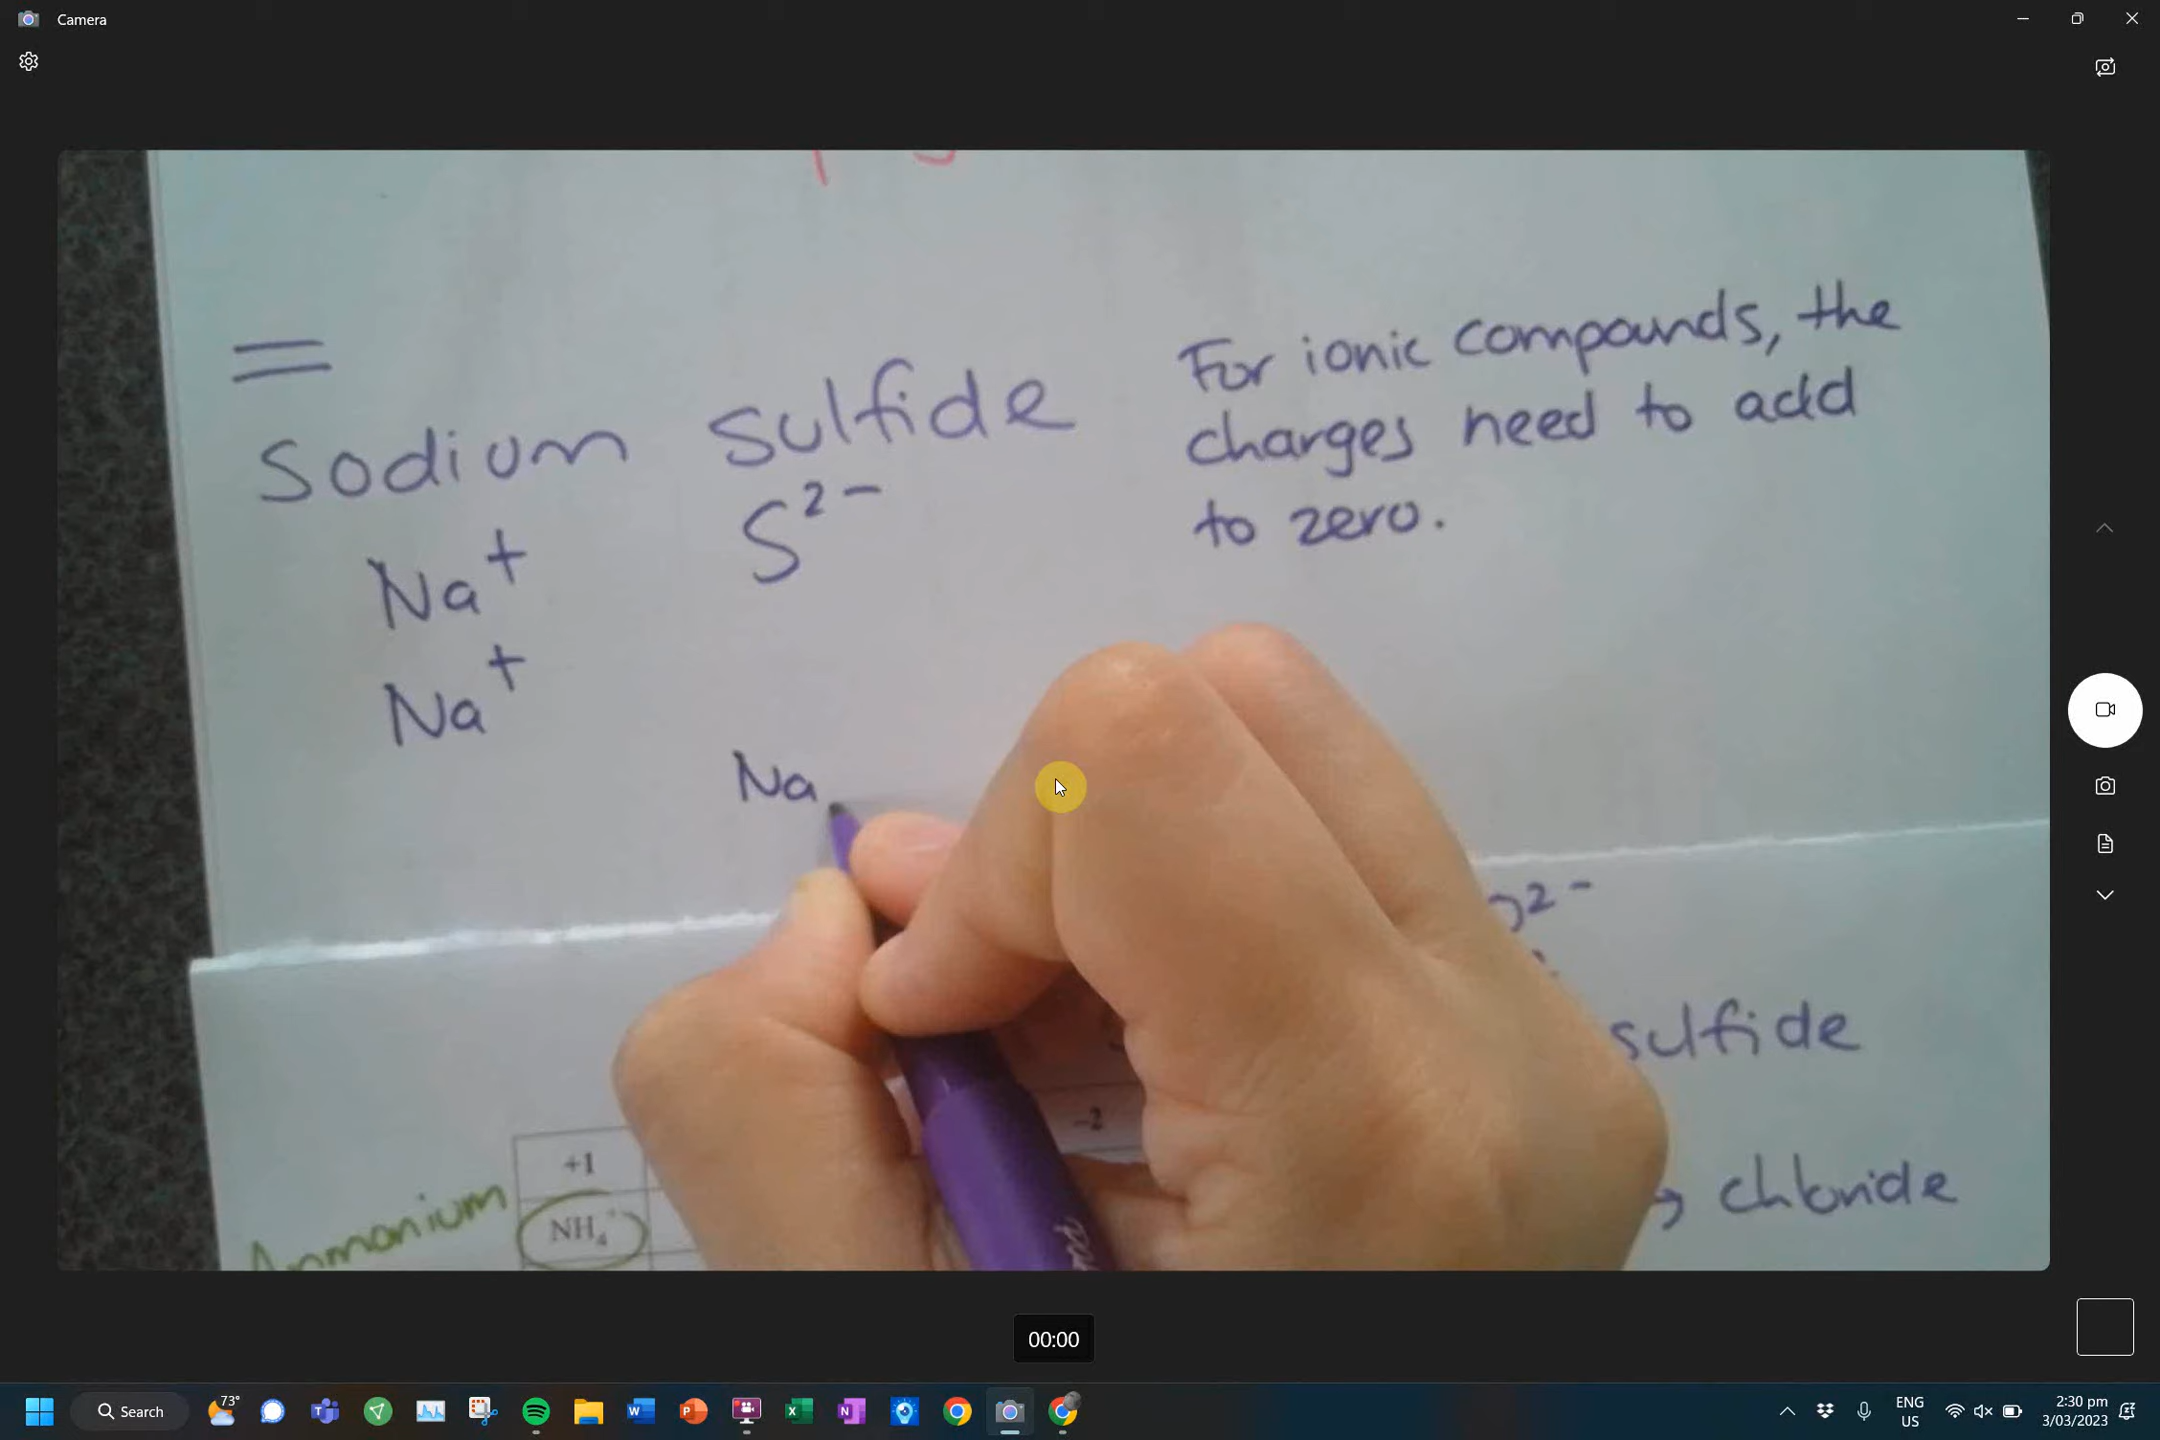 Camera
=
Sodium sulfide
For ionic compounds, the
charges need to add
to zero.
Na⁺ S²⁻
Na⁺
Na
2-
sulfide
-2
+1
Ammonium
NH₄⁺
→ chloride
00:00
73°
Search
ENG
US
2:30 pm
3/03/2023